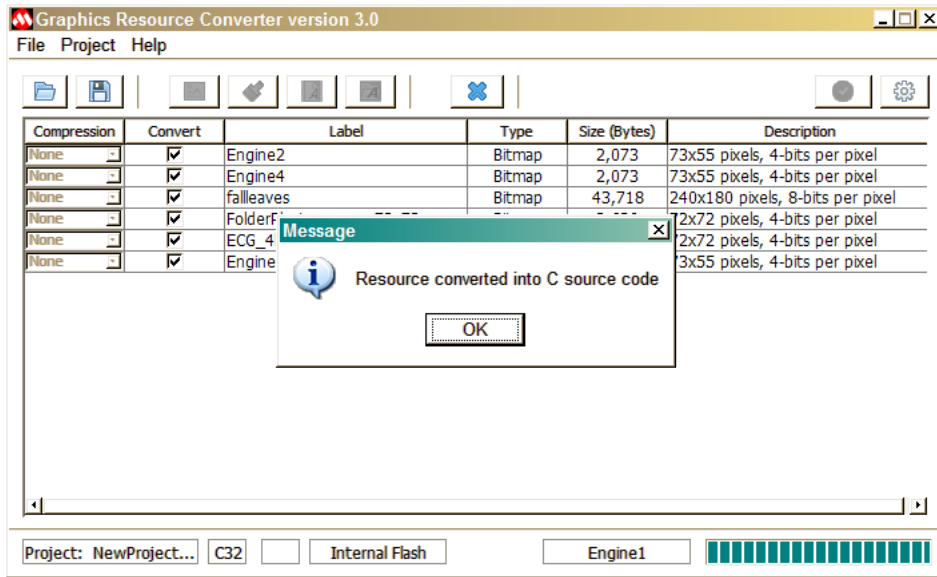 Graphics Resource Converter version 3.0
File Project Help
Compression Convert Label Type Size (Bytes) Description
None Engine2 Bitmap 2,073 73x55 pixels, 4-bits per pixel
None Engine4 Bitmap 2,073 73x55 pixels, 4-bits per pixel
None fallleaves Bitmap 43,718 240x180 pixels, 8-bits per pixel
None 72x72 pixels, 4-bits per pixel
None ECG_4 72x72 pixels, 4-bits per pixel
None Engine 73x55 pixels, 4-bits per pixel
Message
Resource converted into C source code
OK
Project: NewProject... C32 Internal Flash Engine1